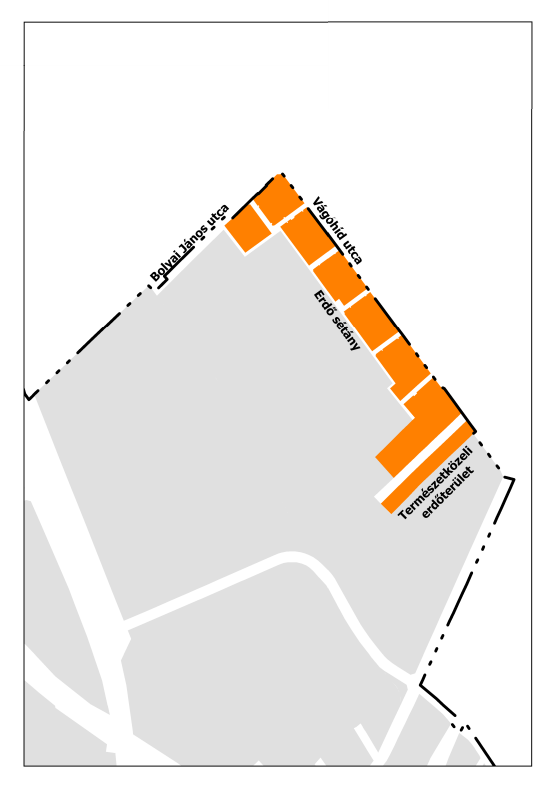 Bolyai János utca
Vágóhíd utca
Erdő sétány
Természetközeli
erdőterület